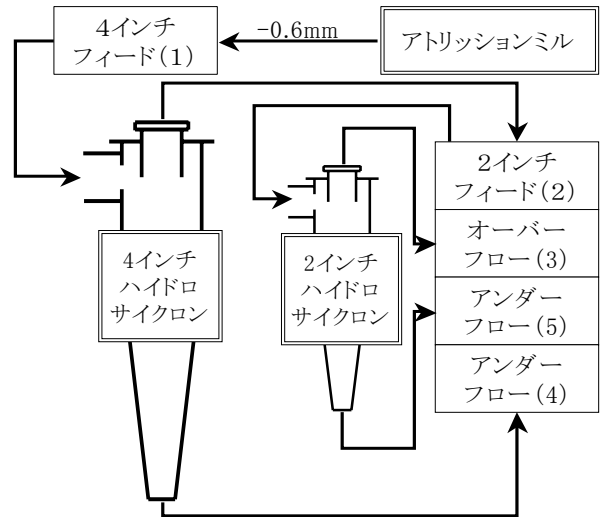 4インチ
フィード(1)
-0.6mm
アトリッションミル
2インチ
フィード(2)
オーバー
フロー(3)
アンダー
フロー(5)
アンダー
フロー(4)
4インチ
ハイドロ
サイクロン
2インチ
ハイドロ
サイクロン